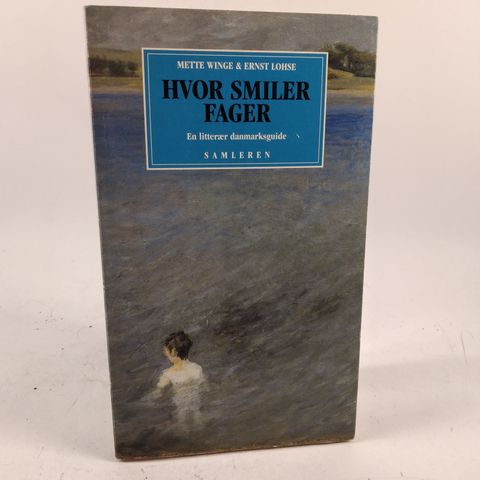 METTE WINGE & ERNST LOHSE
HVOR SMILER
FAGER
En litterær danmarksguide
SAMLEREN